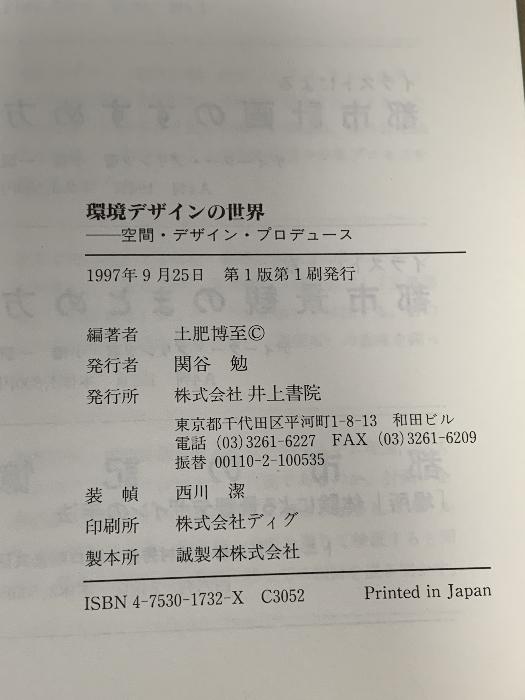 環境デザインの世界
──空間・デザイン・プロデュース
1997年9月25日　第1版第1刷発行
編著者　土肥博至©
発行者　関谷　勉
発行所　株式会社 井上書院
東京都千代田区平河町1-8-13　和田ビル
電話 (03)3261-6227　FAX (03)3261-6209
振替 00110-2-100535
装　幀　西川　潔
印刷所　株式会社ディグ
製本所　誠製本株式会社
ISBN 4-7530-1732-X　C3052　Printed in Japan